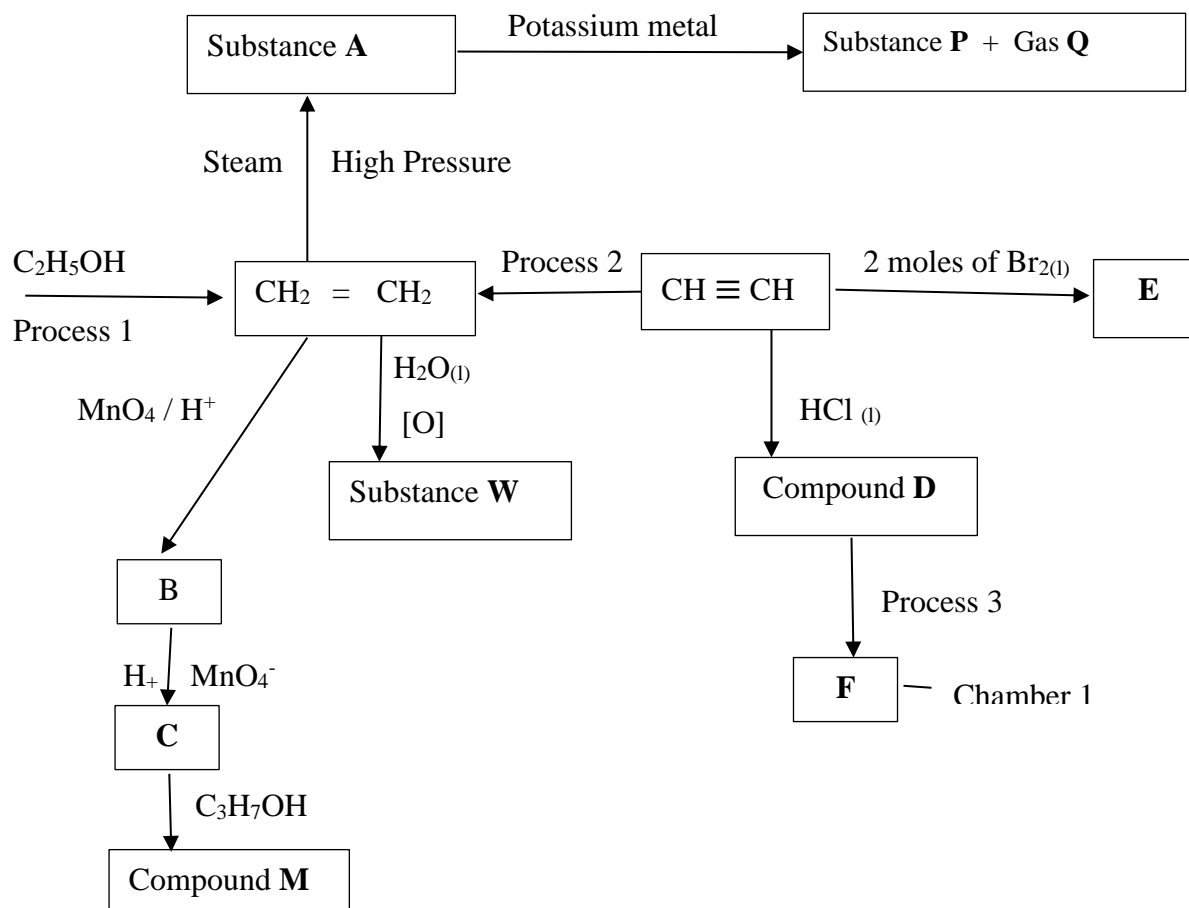 Substance A
Potassium metal
Substance P + Gas Q
Steam
High Pressure
C₂H₅OH
Process 1
CH₂ = CH₂
Process 2
CH ≡ CH
2 moles of Br₂₍ₗ₎
E
MnO₄ / H⁺
H₂O₍ₗ₎
[O]
HCl ₍ₗ₎
Substance W
Compound D
B
Process 3
H₊
MnO₄⁻
F
Chamber 1
C
C₃H₇OH
Compound M